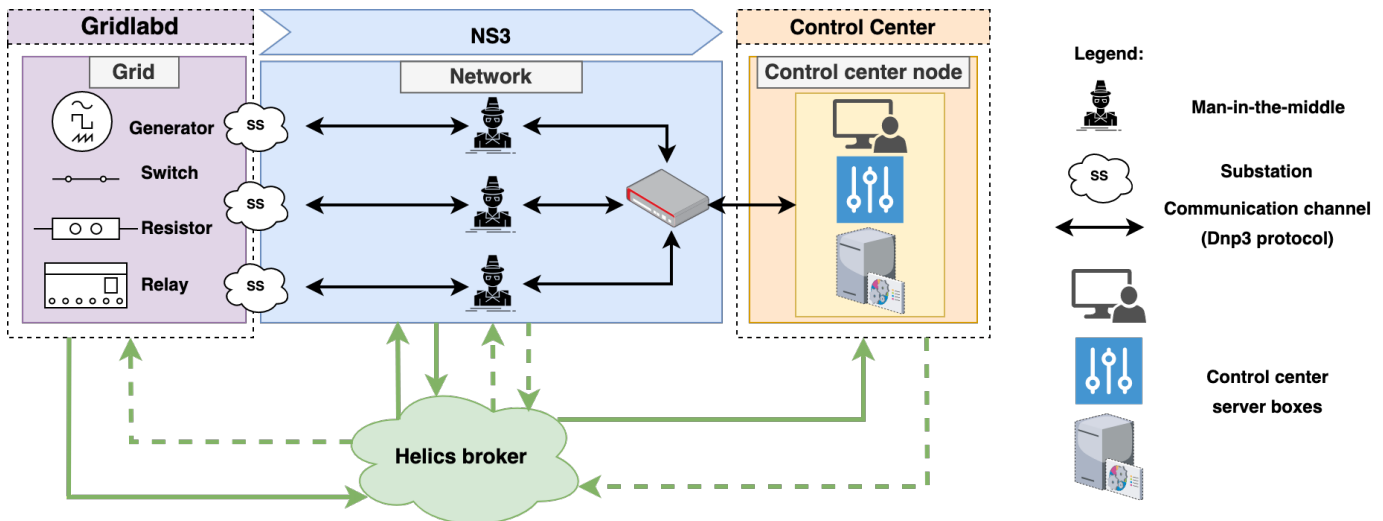 Gridlabd
NS3
Control Center
Legend:
Grid
Network
Control center node
Generator
SS
Switch
SS
Resistor
Relay
SS
Man-in-the-middle
SS
Substation
Communication channel
(Dnp3 protocol)
Control center
server boxes
Helics broker